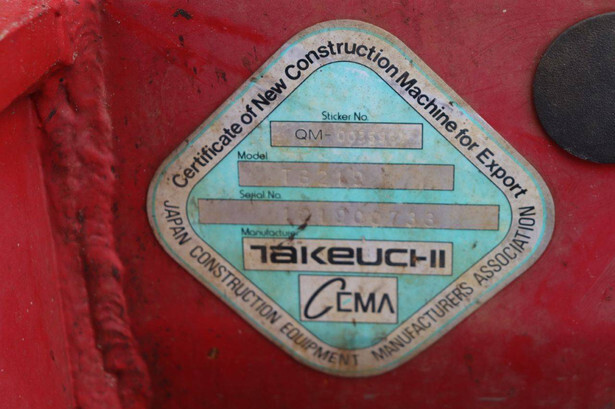 Certificate of New Construction Machine for Export
Sticker No.
QM-
Model
Serial No.
Manufacturer
TAKEUCHI
CEMA
JAPAN CONSTRUCTION EQUIPMENT MANUFACTURERS ASSOCIATION